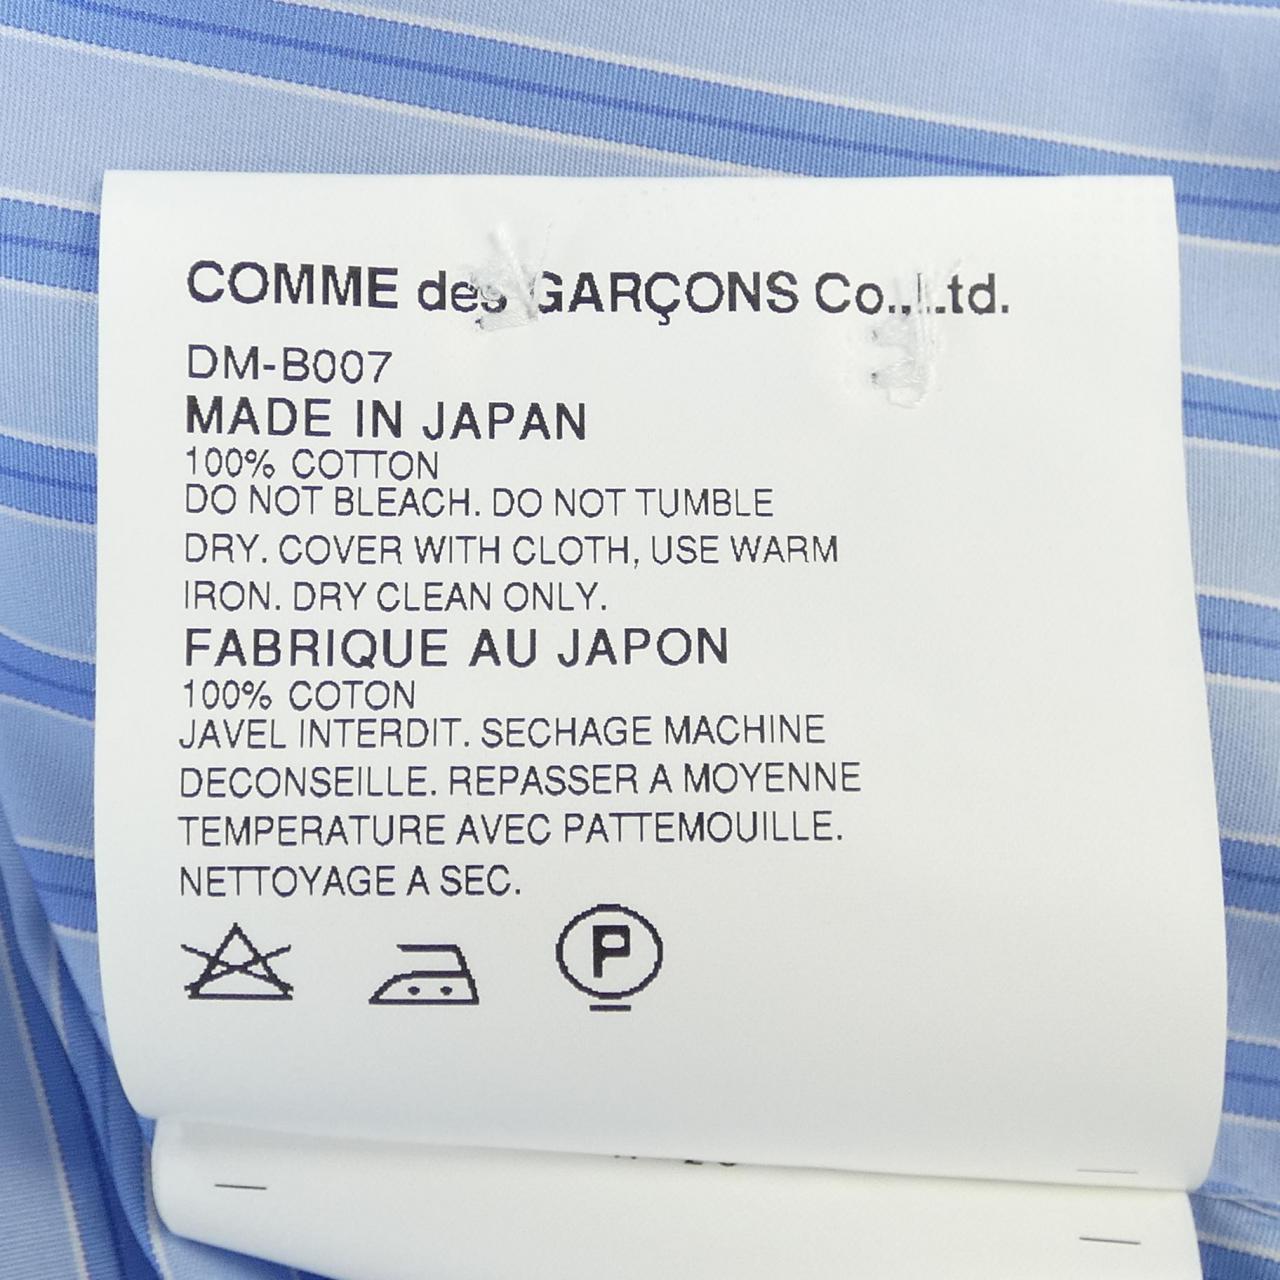 COMME des GARÇONS Co.,Ltd.
DM-B007
MADE IN JAPAN
100% COTTON
DO NOT BLEACH. DO NOT TUMBLE
DRY. COVER WITH CLOTH, USE WARM
IRON. DRY CLEAN ONLY.
FABRIQUE AU JAPON
100% COTON
JAVEL INTERDIT. SECHAGE MACHINE
DECONSEILLE. REPASSER A MOYENNE
TEMPERATURE AVEC PATTEMOUILLE.
NETTOYAGE A SEC.
P